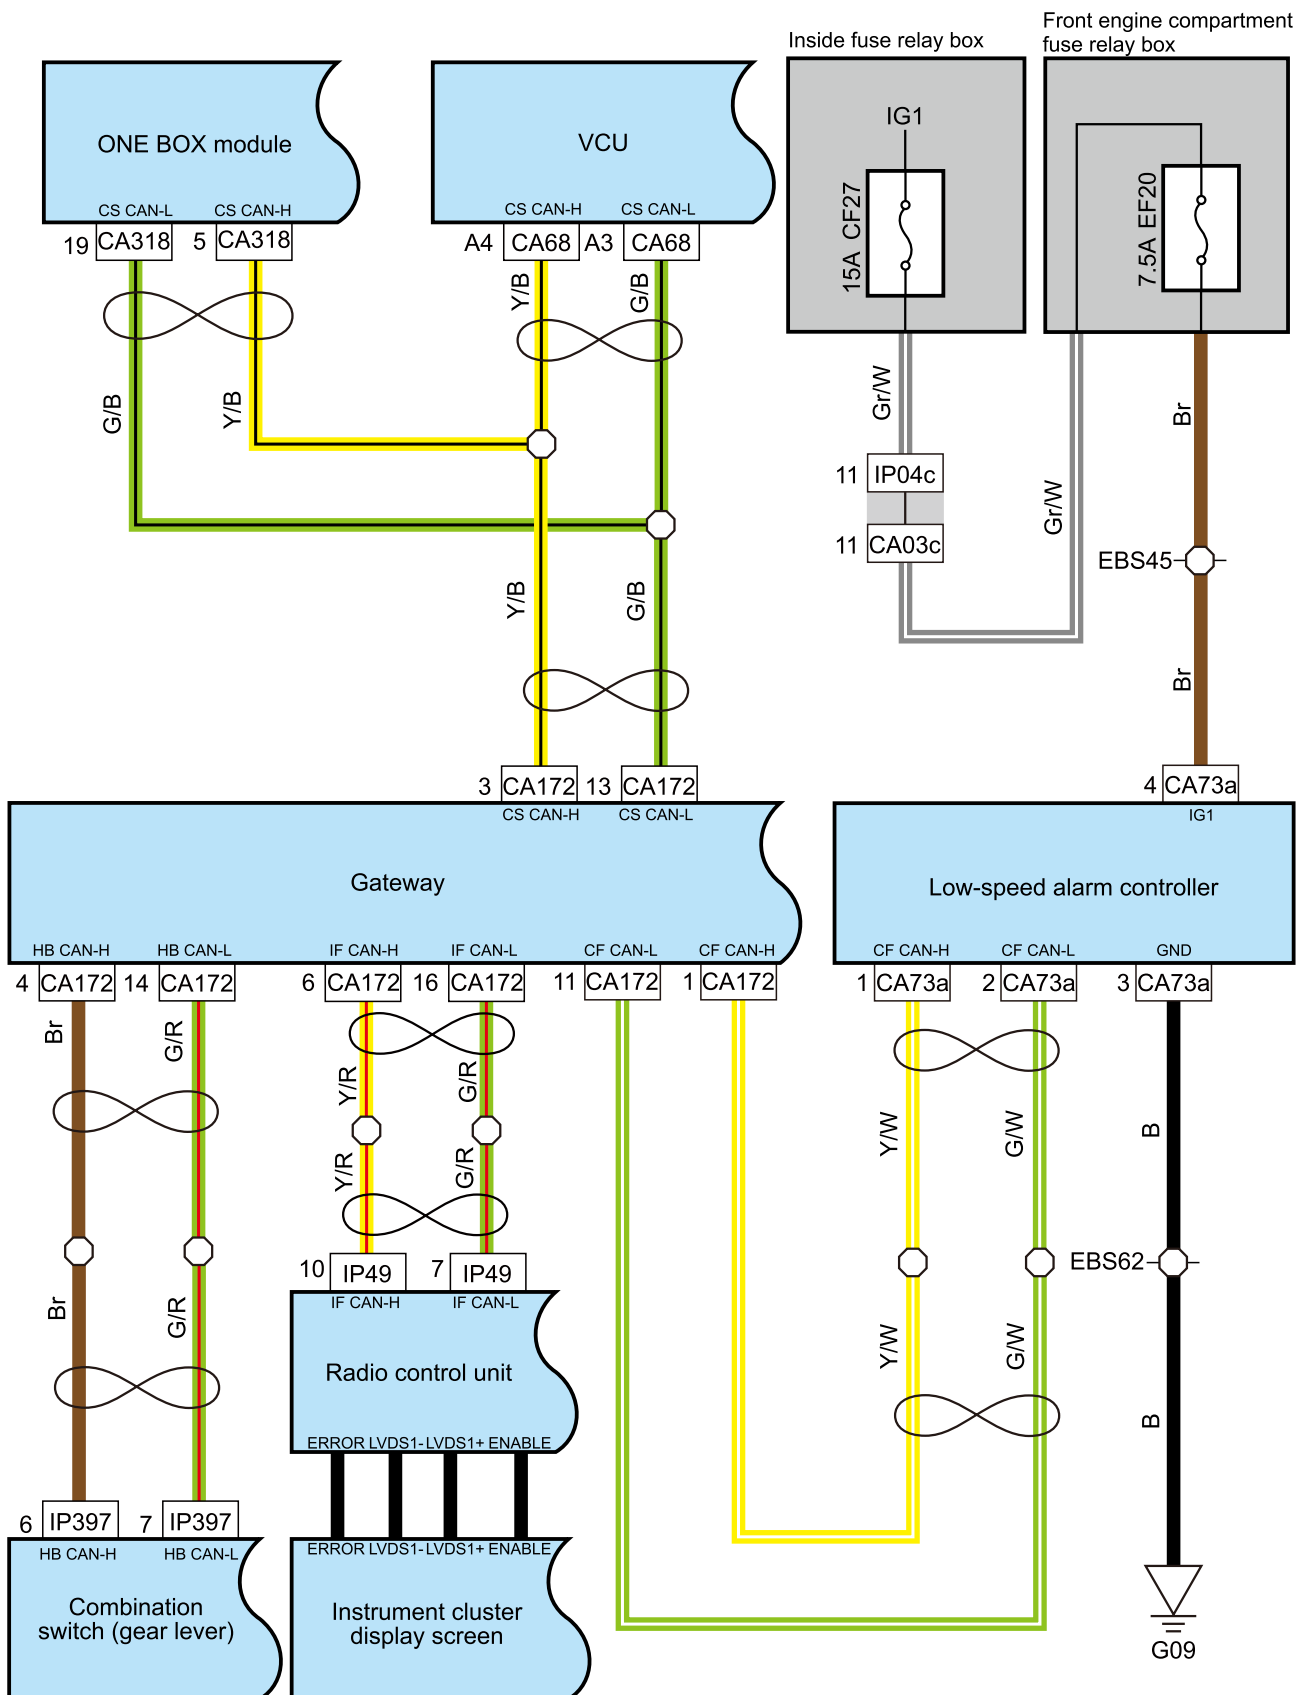 Inside fuse relay box
Front engine compartment
fuse relay box
ONE BOX module
VCU
IG1
15A CF27
7.5A EF20
CS CAN-L
CS CAN-H
CS CAN-H
CS CAN-L
19
CA318
5
CA318
A4
CA68
A3
CA68
Y/B
G/B
G/B
Y/B
Gr/W
Br
11
IP04c
11
CA03c
Gr/W
EBS45
Y/B
G/B
Br
3
CA172
13
CA172
4
CA73a
CS CAN-H
CS CAN-L
IG1
Gateway
Low-speed alarm controller
HB CAN-H
HB CAN-L
IF CAN-H
IF CAN-L
CF CAN-L
CF CAN-H
CF CAN-H
CF CAN-L
GND
4
CA172
14
CA172
6
CA172
16
CA172
11
CA172
1
CA172
1
CA73a
2
CA73a
3
CA73a
Br
G/R
Y/R
G/R
Y/W
G/W
B
Y/R
G/R
10
IP49
7
IP49
EBS62
IF CAN-H
IF CAN-L
Br
G/R
Y/W
G/W
Radio control unit
B
ERROR
LVDS1-
LVDS1+
ENABLE
6
IP397
7
IP397
HB CAN-H
HB CAN-L
ERROR
LVDS1-
LVDS1+
ENABLE
Combination
switch (gear lever)
Instrument cluster
display screen
G09